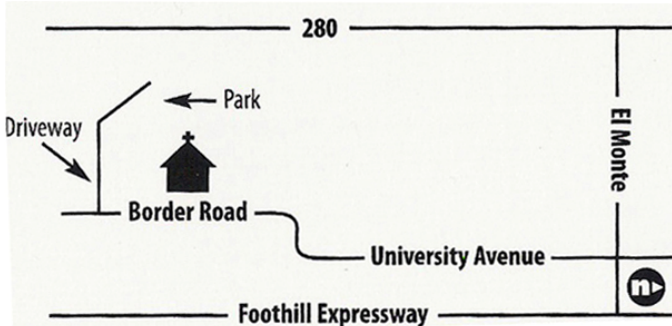 280
Park
Driveway
El Monte
Border Road
University Avenue
n
Foothill Expressway